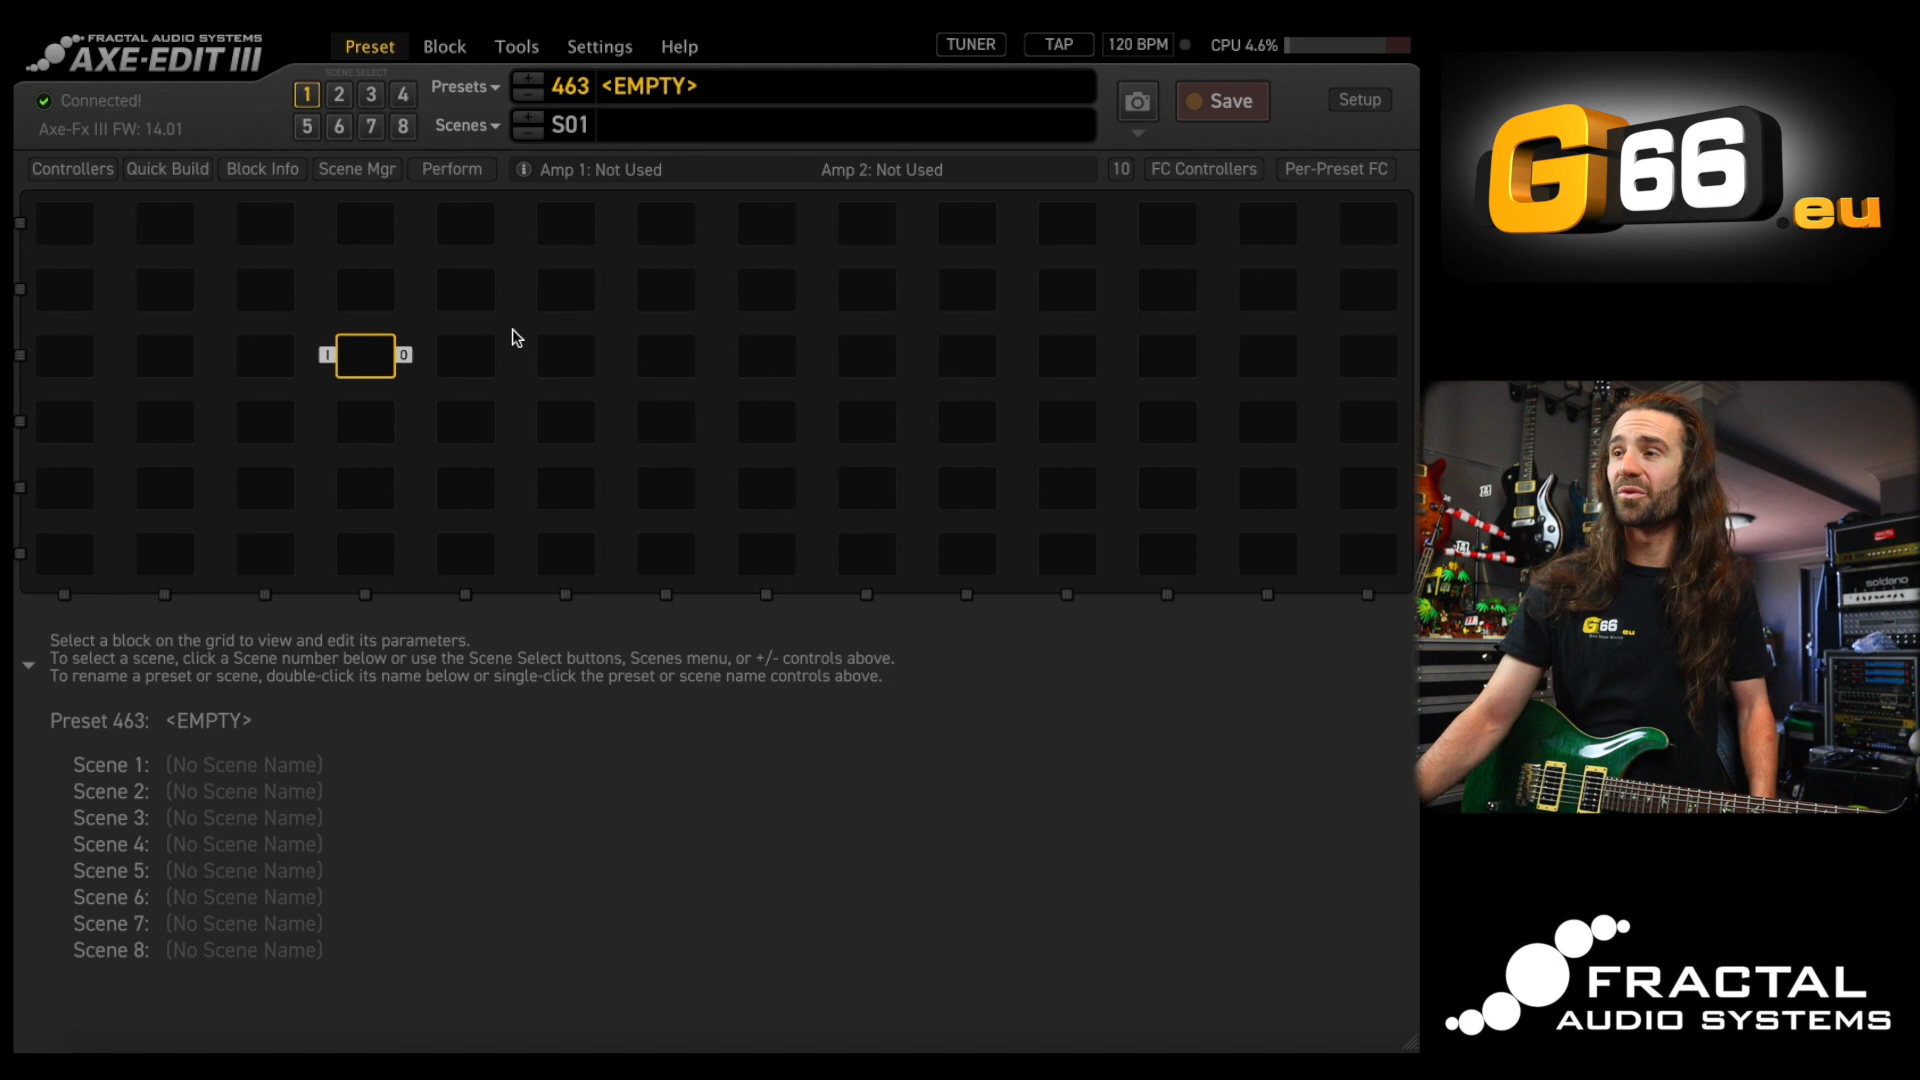 FRACTAL AUDIO SYSTEMS
AXE-EDIT III
Preset Block Tools Settings Help
TUNER TAP 120 BPM CPU 4.6%
SCENE SELECT
1 2 3 4
5 6 7 8
Connected!
Axe-Fx III FW: 14.01
Presets + - 463 <EMPTY>
Scenes + - S01
Save
Setup
Controllers Quick Build Block Info Scene Mgr Perform Amp 1: Not Used Amp 2: Not Used 10 FC Controllers Per-Preset FC
I O
Select a block on the grid to view and edit its parameters.
To select a scene, click a Scene number below or use the Scene Select buttons, Scenes menu, or +/- controls above.
To rename a preset or scene, double-click its name below or single-click the preset or scene name controls above.
Preset 463: <EMPTY>
Scene 1: (No Scene Name)
Scene 2: (No Scene Name)
Scene 3: (No Scene Name)
Scene 4: (No Scene Name)
Scene 5: (No Scene Name)
Scene 6: (No Scene Name)
Scene 7: (No Scene Name)
Scene 8: (No Scene Name)
G66.eu
soldano
G66.eu
FRACTAL
AUDIO SYSTEMS